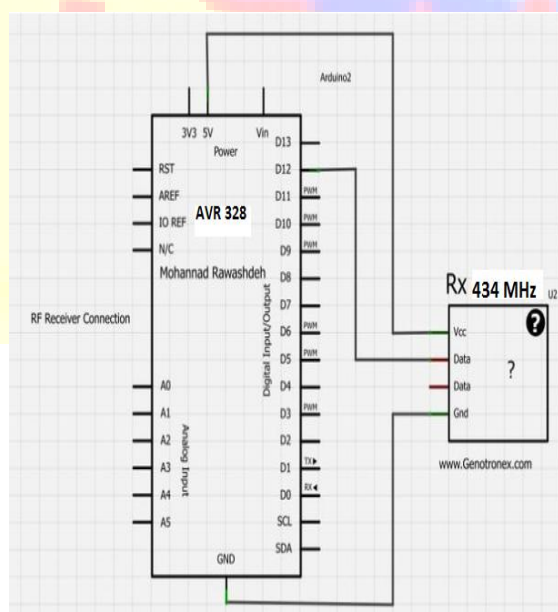 Arduino2
3V3 5V Vin
Power
RST
AREF
IO REF
N/C
AVR 328
Mohannad Rawashdeh
RF Receiver Connection
A0
A1
A2
A3
A4
A5
Analog Input
Digital Input/Output
D13
D12
D11 PWM
D10 PWM
D9 PWM
D8
D7
D6 PWM
D5 PWM
D4
D3 PWM
D2
D1 TX
D0 RX
SCL
SDA
GND
Rx 434 MHz U2
?
Vcc
Data
?
Data
Gnd
www.Genotronex.com